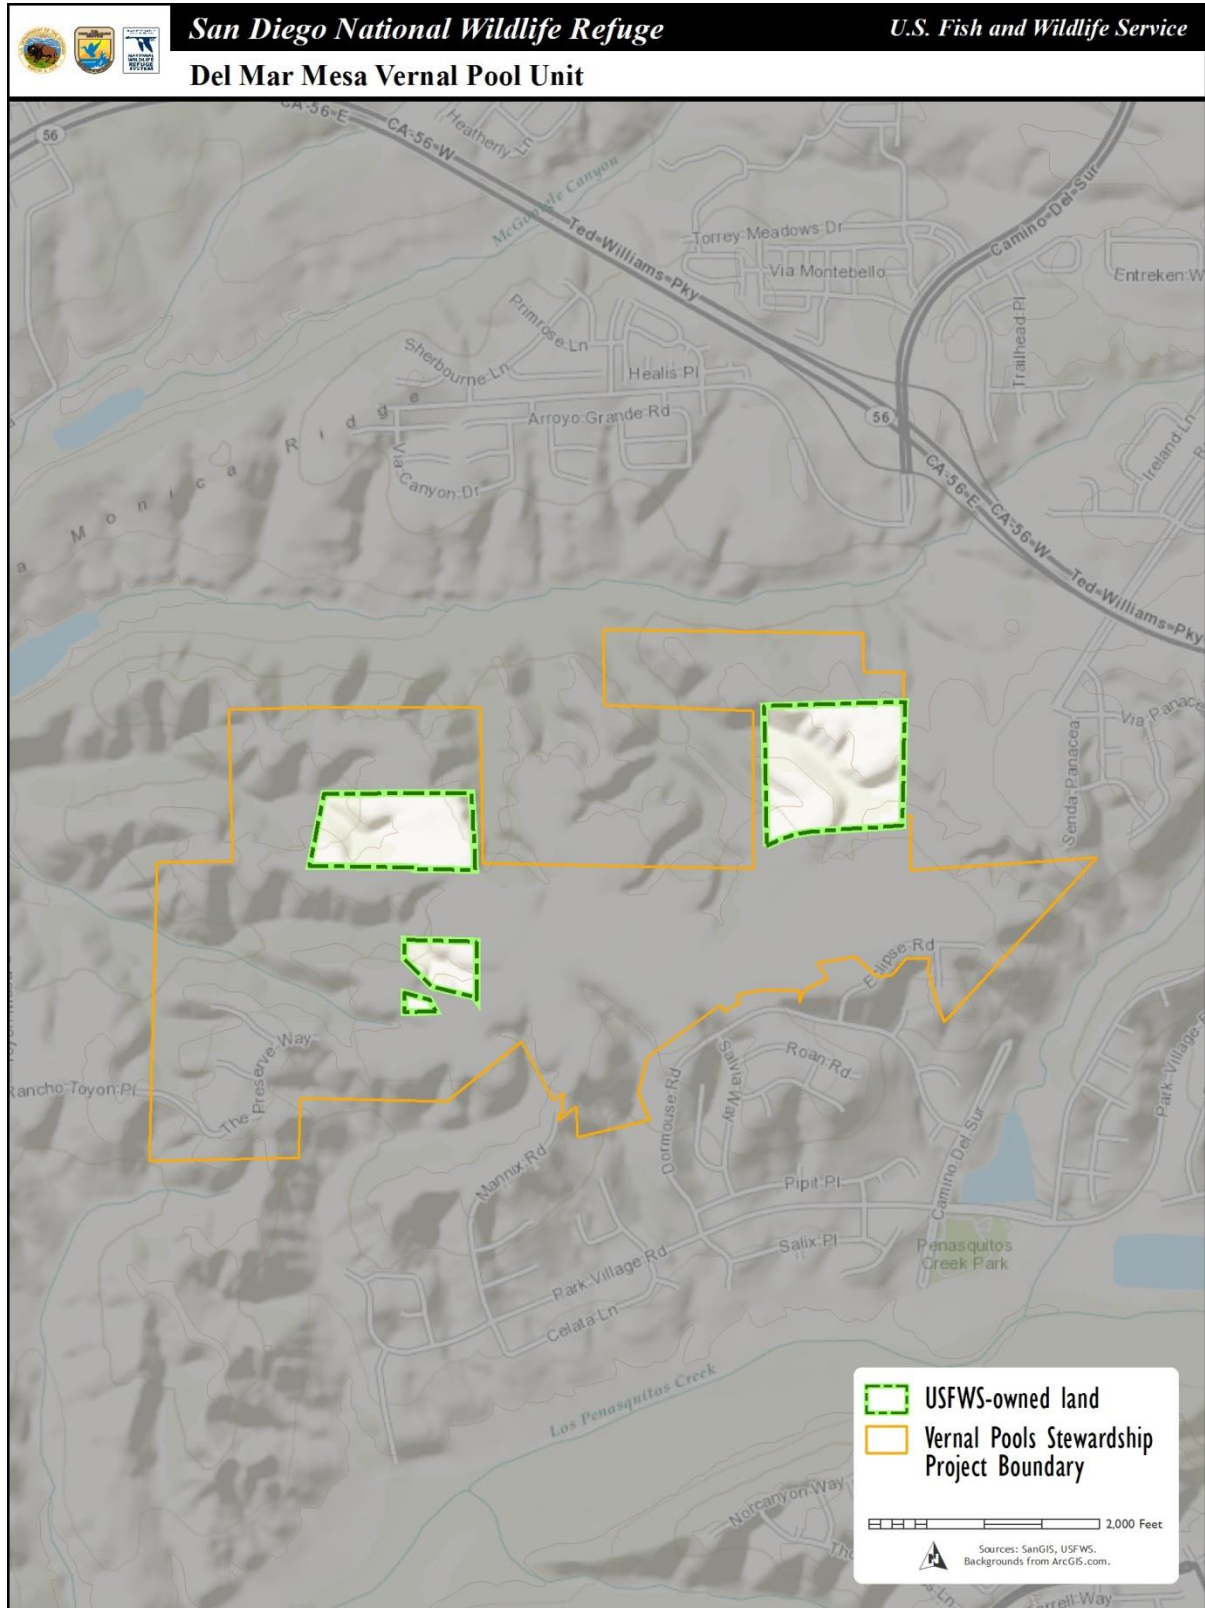 San Diego National Wildlife Refuge
U.S. Fish and Wildlife Service
NATIONAL
WILDLIFE
REFUGE
SYSTEM
Del Mar Mesa Vernal Pool Unit
CA-56-E
CA-56-W
56
Heatherly Ln
McGonigle Canyon
Ted-Williams-Pky
Torrey Meadows Dr
Camino-Del-Sur
Via Montebello
Entreken W
Primrose Ln
Trailhead Pl
Sherbourne-Ln
Healis Pl
Arroyo Grande Rd
56
Ireland Ln
Via Canyon-Dr
CA-56-E
CA-56-W
a Monica Ridge
Ted-Williams-Pky
Via Panace
Senda Panacea
Eclipse Rd
The Preserve-Way
Rancho-Toyon-Pl
Salvia Way
Roan Rd
Dormouse-Rd
Mannix Rd
Park Village R
Camino Del Sur
Pipit-Pl
Salix Pl
Penasquitos
Creek Park
Park-Village Rd
Celata-Ln
Los Penasquitos Creek
Norcanyon Way
USFWS-owned land
Vernal Pools Stewardship
Project Boundary
2,000 Feet
N
Sources: SanGIS, USFWS.
Backgrounds from ArcGIS.com.